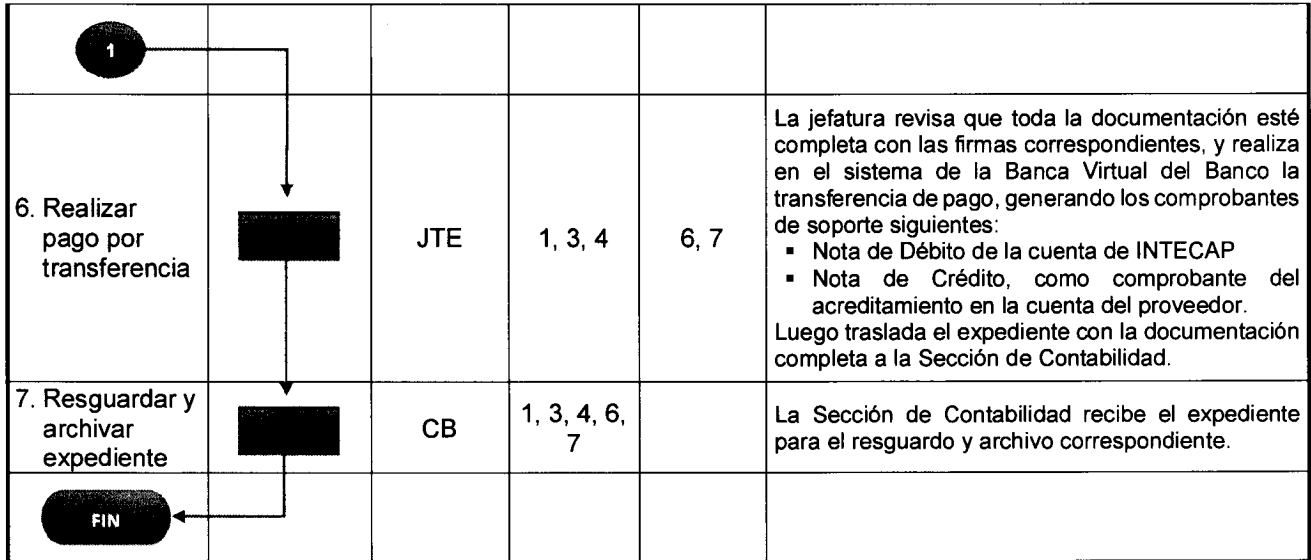 1
6. Realizar
pago por
transferencia
JTE
1, 3, 4
6, 7
La jefatura revisa que toda la documentación esté
completa con las firmas correspondientes, y realiza
en el sistema de la Banca Virtual del Banco la
transferencia de pago, generando los comprobantes
de soporte siguientes:
▪ Nota de Débito de la cuenta de INTECAP
▪ Nota de Crédito, como comprobante del
acreditamiento en la cuenta del proveedor.
Luego traslada el expediente con la documentación
completa a la Sección de Contabilidad.
7. Resguardar y
archivar
expediente
CB
1, 3, 4, 6,
7
La Sección de Contabilidad recibe el expediente
para el resguardo y archivo correspondiente.
FIN